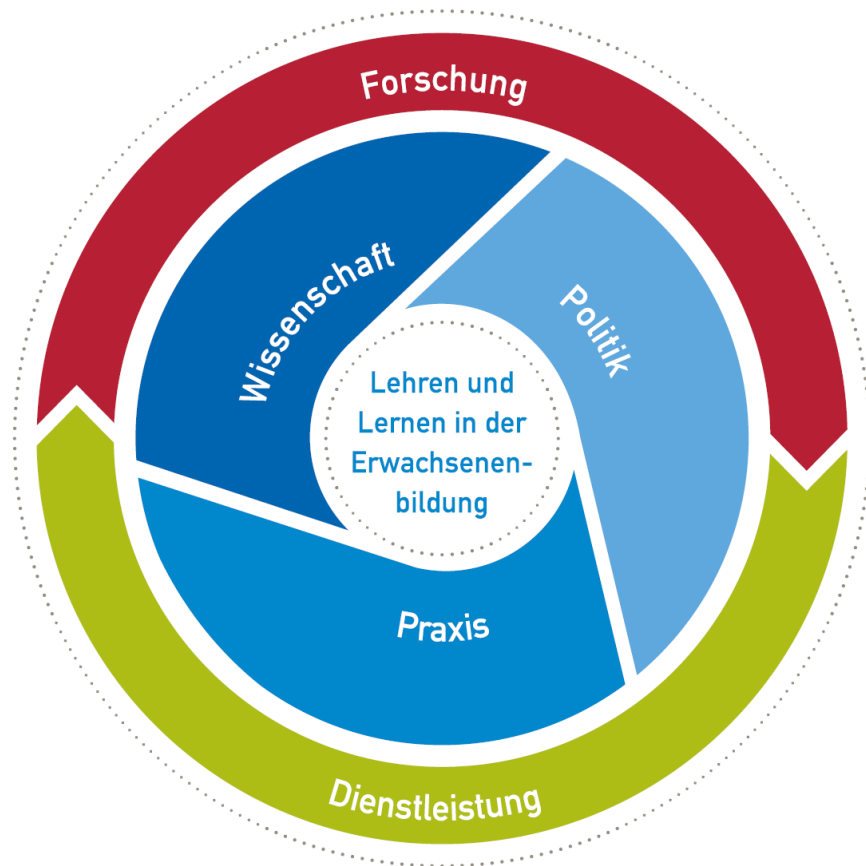 Forschung
Wissenschaft
Politik
Lehren und
Lernen in der
Erwachsenen-
bildung
Praxis
Dienstleistung